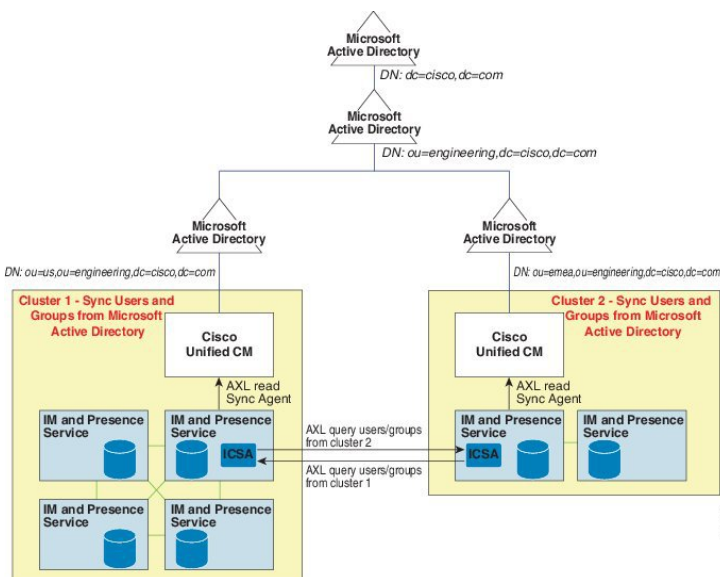 Microsoft
Active Directory
DN: dc=cisco,dc=com
Microsoft
Active Directory
DN: ou=engineering,dc=cisco,dc=com
Microsoft
Active Directory
DN: ou=us,ou=engineering,dc=cisco,dc=com
Microsoft
Active Directory
DN: ou=emea,ou=engineering,dc=cisco,dc=com
Cluster 1 - Sync Users and
Groups from Microsoft
Active Directory
Cisco
Unified CM
AXL read
Sync Agent
IM and Presence
Service
IM and Presence
Service
ICSA
IM and Presence
Service
IM and Presence
Service
AXL query users/groups
from cluster 2
AXL query users/groups
from cluster 1
Cluster 2 - Sync Users and
Groups from Microsoft
Active Directory
Cisco
Unified CM
AXL read
Sync Agent
IM and Presence
Service
ICSA
IM and Presence
Service